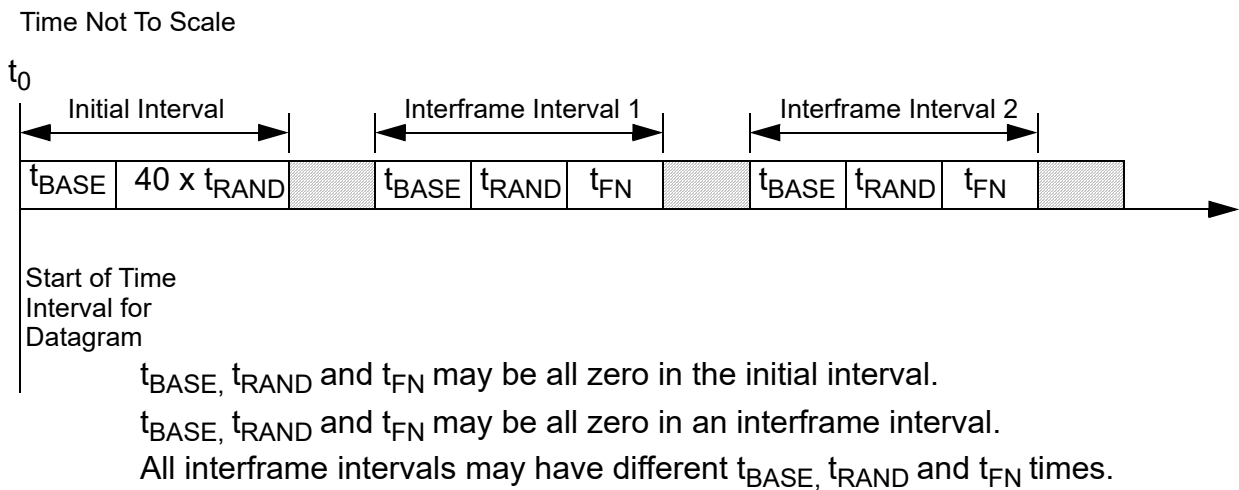 Time Not To Scale
t0
Initial Interval
Interframe Interval 1
Interframe Interval 2
tBASE 40 x tRAND tBASE tRAND tFN tBASE tRAND tFN
Start of Time
Interval for
Datagram
tBASE, tRAND and tFN may be all zero in the initial interval.
tBASE, tRAND and tFN may be all zero in an interframe interval.
All interframe intervals may have different tBASE, tRAND and tFN times.